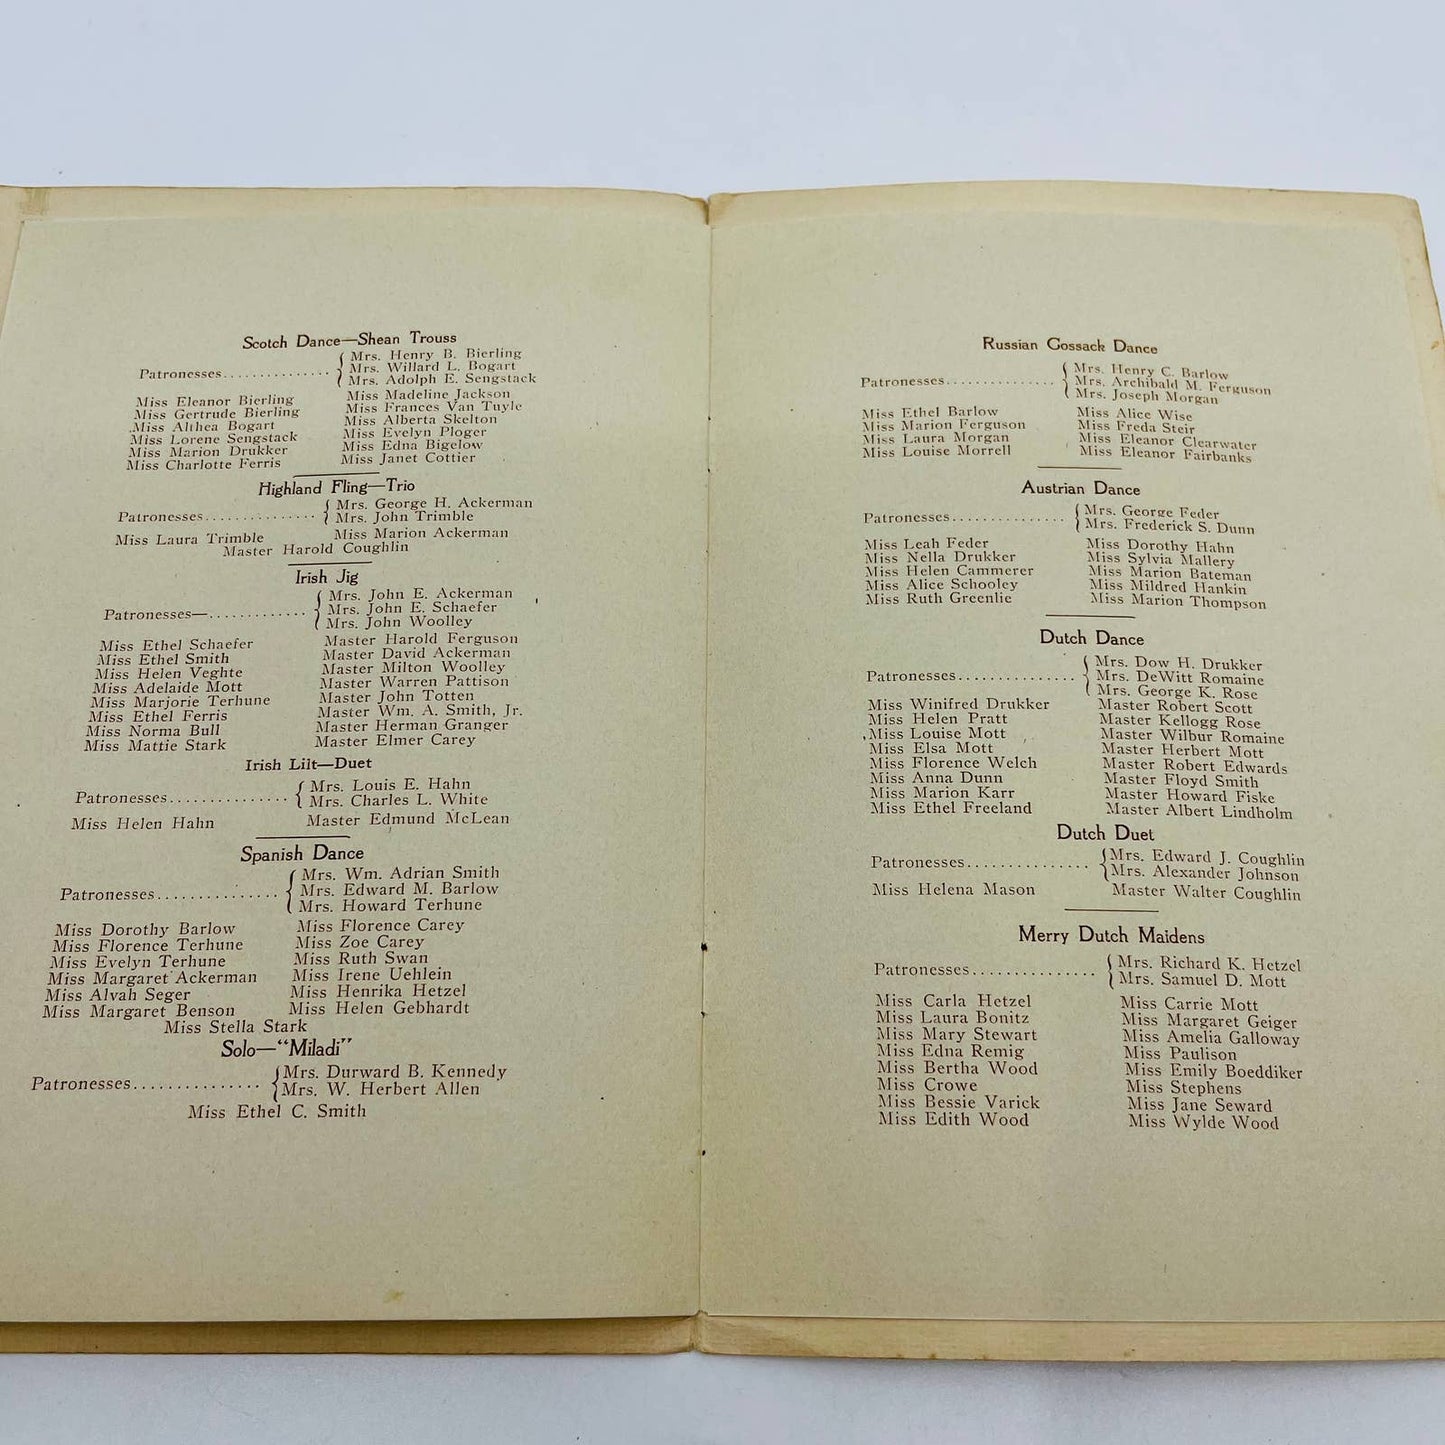 Scotch Dance—Shean Trouss
Patronesses...............
Mrs. Henry B. Bierling
Mrs. Willard L. Bogart
Mrs. Adolph E. Sengstack
Miss Eleanor Bierling Miss Madeline Jackson
Miss Gertrude Bierling Miss Frances Van Tuyle
Miss Althea Bogart Miss Alberta Skelton
Miss Lorene Sengstack Miss Evelyn Ploger
Miss Marion Drukker Miss Edna Bigelow
Miss Charlotte Ferris Miss Janet Cottier
Highland Fling—Trio
Patronesses...............
Mrs. George H. Ackerman
Mrs. John Trimble
Miss Laura Trimble Miss Marion Ackerman
Master Harold Coughlin
Irish Jig
Patronesses—.............
Mrs. John E. Ackerman
Mrs. John E. Schaefer
Mrs. John Woolley
Miss Ethel Schaefer Master Harold Ferguson
Miss Ethel Smith Master David Ackerman
Miss Helen Veghte Master Milton Woolley
Miss Adelaide Mott Master Warren Pattison
Miss Marjorie Terhune Master John Totten
Miss Ethel Ferris Master Wm. A. Smith, Jr.
Miss Norma Bull Master Herman Granger
Miss Mattie Stark Master Elmer Carey
Irish Lilt—Duet
Patronesses...............
Mrs. Louis E. Hahn
Mrs. Charles L. White
Miss Helen Hahn Master Edmund McLean
Spanish Dance
Patronesses...............
Mrs. Wm. Adrian Smith
Mrs. Edward M. Barlow
Mrs. Howard Terhune
Miss Dorothy Barlow Miss Florence Carey
Miss Florence Terhune Miss Zoe Carey
Miss Evelyn Terhune Miss Ruth Swan
Miss Margaret Ackerman Miss Irene Uehlein
Miss Alvah Seger Miss Henrika Hetzel
Miss Margaret Benson Miss Helen Gebhardt
Miss Stella Stark
Solo—"Miladi"
Patronesses...............
Mrs. Durward B. Kennedy
Mrs. W. Herbert Allen
Miss Ethel C. Smith
Russian Cossack Dance
Patronesses...............
Mrs. Henry C. Barlow
Mrs. Archibald M. Ferguson
Mrs. Joseph Morgan
Miss Ethel Barlow Miss Alice Wise
Miss Marion Ferguson Miss Freda Steir
Miss Laura Morgan Miss Eleanor Clearwater
Miss Louise Morrell Miss Eleanor Fairbanks
Austrian Dance
Patronesses...............
Mrs. George Feder
Mrs. Frederick S. Dunn
Miss Leah Feder Miss Dorothy Hahn
Miss Nella Drukker Miss Sylvia Mallery
Miss Helen Cammerer Miss Marion Bateman
Miss Alice Schooley Miss Mildred Hankin
Miss Ruth Greenlie Miss Marion Thompson
Dutch Dance
Patronesses...............
Mrs. Dow H. Drukker
Mrs. DeWitt Romaine
Mrs. George K. Rose
Miss Winifred Drukker Master Robert Scott
Miss Helen Pratt Master Kellogg Rose
Miss Louise Mott Master Wilbur Romaine
Miss Elsa Mott Master Herbert Mott
Miss Florence Welch Master Robert Edwards
Miss Anna Dunn Master Floyd Smith
Miss Marion Karr Master Howard Fiske
Miss Ethel Freeland Master Albert Lindholm
Dutch Duet
Patronesses...............
Mrs. Edward J. Coughlin
Mrs. Alexander Johnson
Miss Helena Mason Master Walter Coughlin
Merry Dutch Maidens
Patronesses...............
Mrs. Richard K. Hetzel
Mrs. Samuel D. Mott
Miss Carla Hetzel Miss Carrie Mott
Miss Laura Bonitz Miss Margaret Geiger
Miss Mary Stewart Miss Amelia Galloway
Miss Edna Remig Miss Paulison
Miss Bertha Wood Miss Emily Boeddiker
Miss Crowe Miss Stephens
Miss Bessie Varick Miss Jane Seward
Miss Edith Wood Miss Wylde Wood